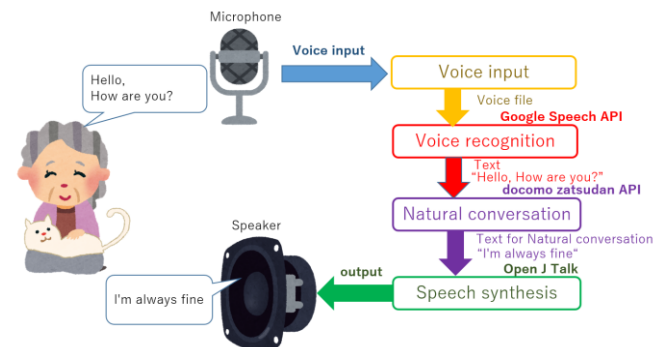 Microphone
Hello,
How are you?
Voice input
Voice input
Voice file
Google Speech API
Voice recognition
Text
“Hello, How are you?”
docomo zatsudan API
Natural conversation
Text for Natural conversation
“I'm always fine“
Open J Talk
Speech synthesis
output
Speaker
I'm always fine